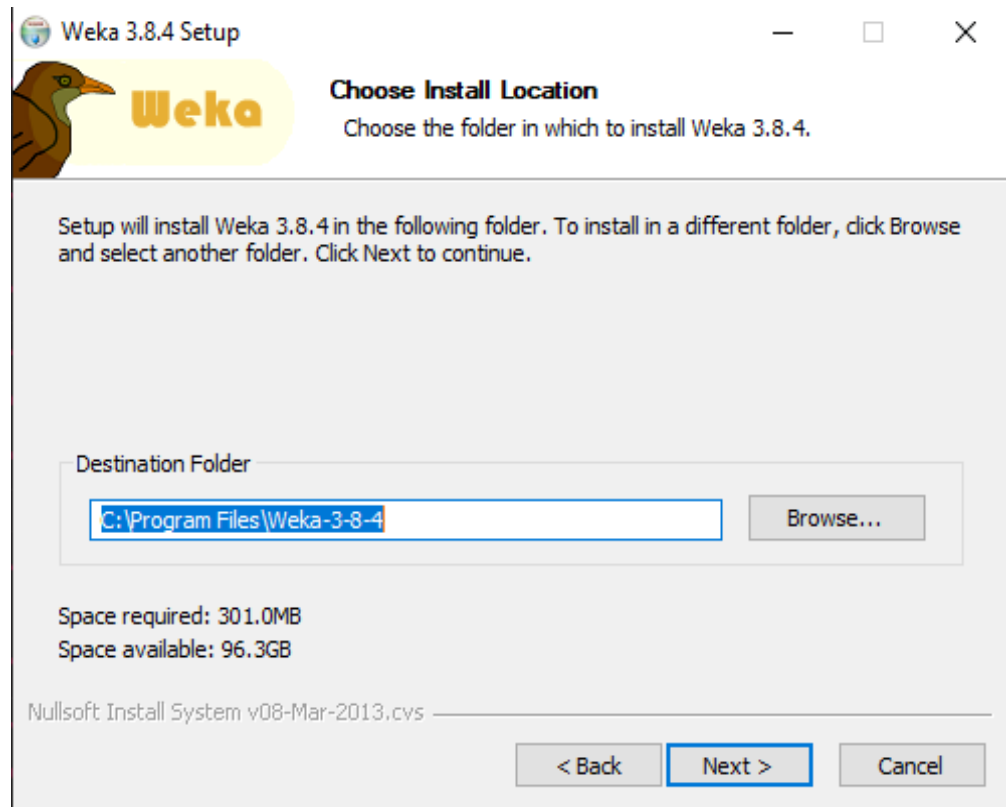 Weka 3.8.4 Setup
Weka
Choose Install Location
Choose the folder in which to install Weka 3.8.4.
Setup will install Weka 3.8.4 in the following folder. To install in a different folder, click Browse
and select another folder. Click Next to continue.
Destination Folder
C:\Program Files\Weka-3-8-4
Browse...
Space required: 301.0MB
Space available: 96.3GB
Nullsoft Install System v08-Mar-2013.cvs
< Back
Next >
Cancel